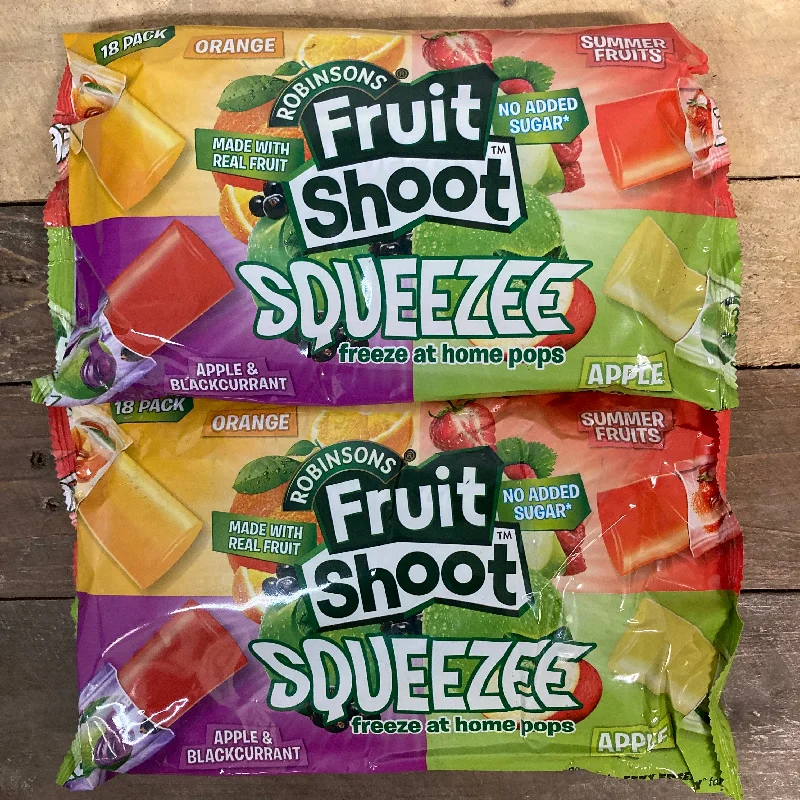 18 PACK
ORANGE
SUMMER
FRUITS
ROBINSONS®
Fruit
Shoot™
NO ADDED
SUGAR*
MADE WITH
REAL FRUIT
SQUEEZEE
freeze at home pops
APPLE &
BLACKCURRANT
APPLE
18 PACK
ORANGE
SUMMER
FRUITS
ROBINSONS®
Fruit
Shoot™
NO ADDED
SUGAR*
MADE WITH
REAL FRUIT
SQUEEZEE
freeze at home pops
APPLE &
BLACKCURRANT
APPLE